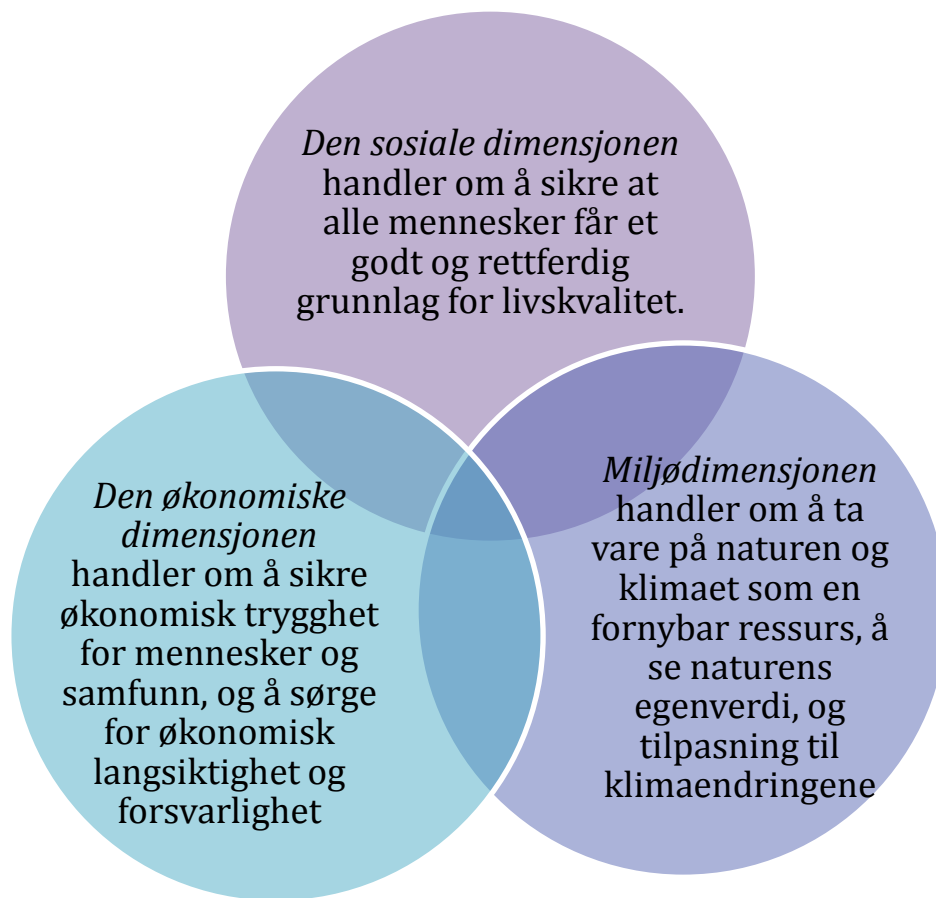 Den sosiale dimensjonen
handler om å sikre at
alle mennesker får et
godt og rettferdig
grunnlag for livskvalitet.
Den økonomiske
dimensjonen
handler om å sikre
økonomisk trygghet
for mennesker og
samfunn, og å sørge
for økonomisk
langsiktighet og
forsvarlighet
Miljødimensjonen
handler om å ta
vare på naturen og
klimaet som en
fornybar ressurs, å
se naturens
egenverdi, og
tilpasning til
klimaendringene